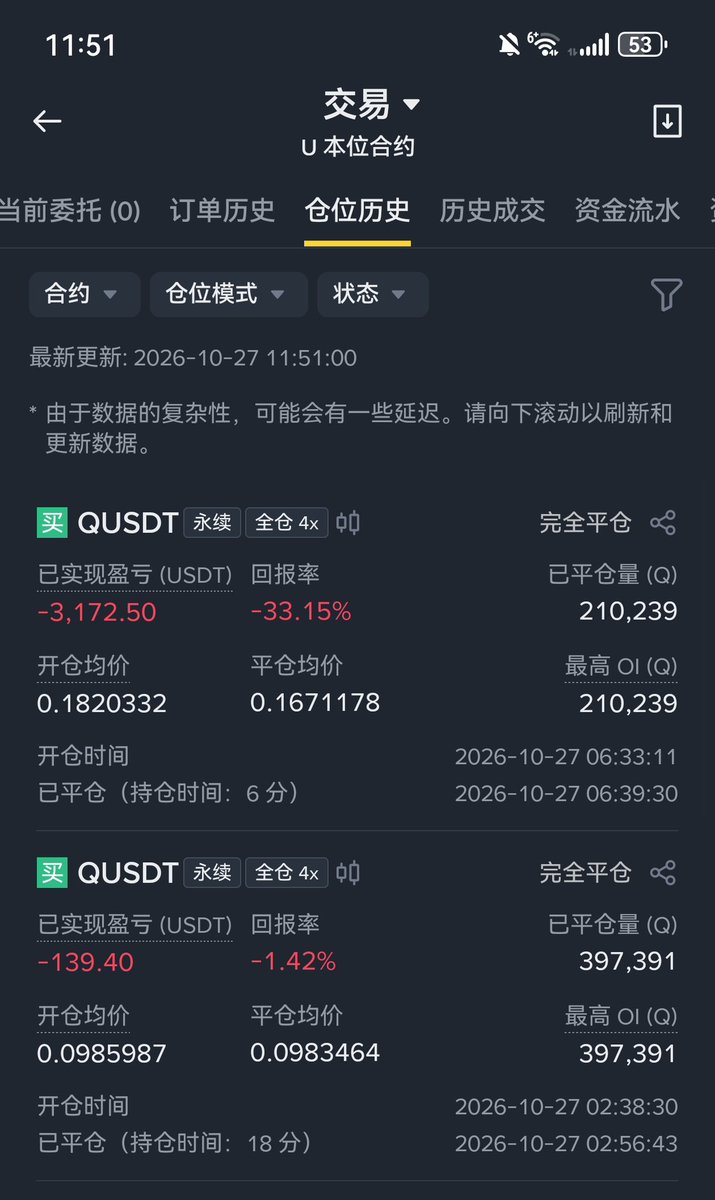 11:51
6+ 53
交易
U 本位合约
当前委托 (0) 订单历史 仓位历史 历史成交 资金流水
合约 仓位模式 状态
最新更新: 2026-10-27 11:51:00
* 由于数据的复杂性，可能会有一些延迟。请向下滚动以刷新和
更新数据。
买 QUSDT 永续 全仓 4x 完全平仓
已实现盈亏 (USDT) 回报率 已平仓量 (Q)
-3,172.50 -33.15% 210,239
开仓均价 平仓均价 最高 OI (Q)
0.1820332 0.1671178 210,239
开仓时间 2026-10-27 06:33:11
已平仓（持仓时间：6 分） 2026-10-27 06:39:30
买 QUSDT 永续 全仓 4x 完全平仓
已实现盈亏 (USDT) 回报率 已平仓量 (Q)
-139.40 -1.42% 397,391
开仓均价 平仓均价 最高 OI (Q)
0.0985987 0.0983464 397,391
开仓时间 2026-10-27 02:38:30
已平仓（持仓时间：18 分） 2026-10-27 02:56:43